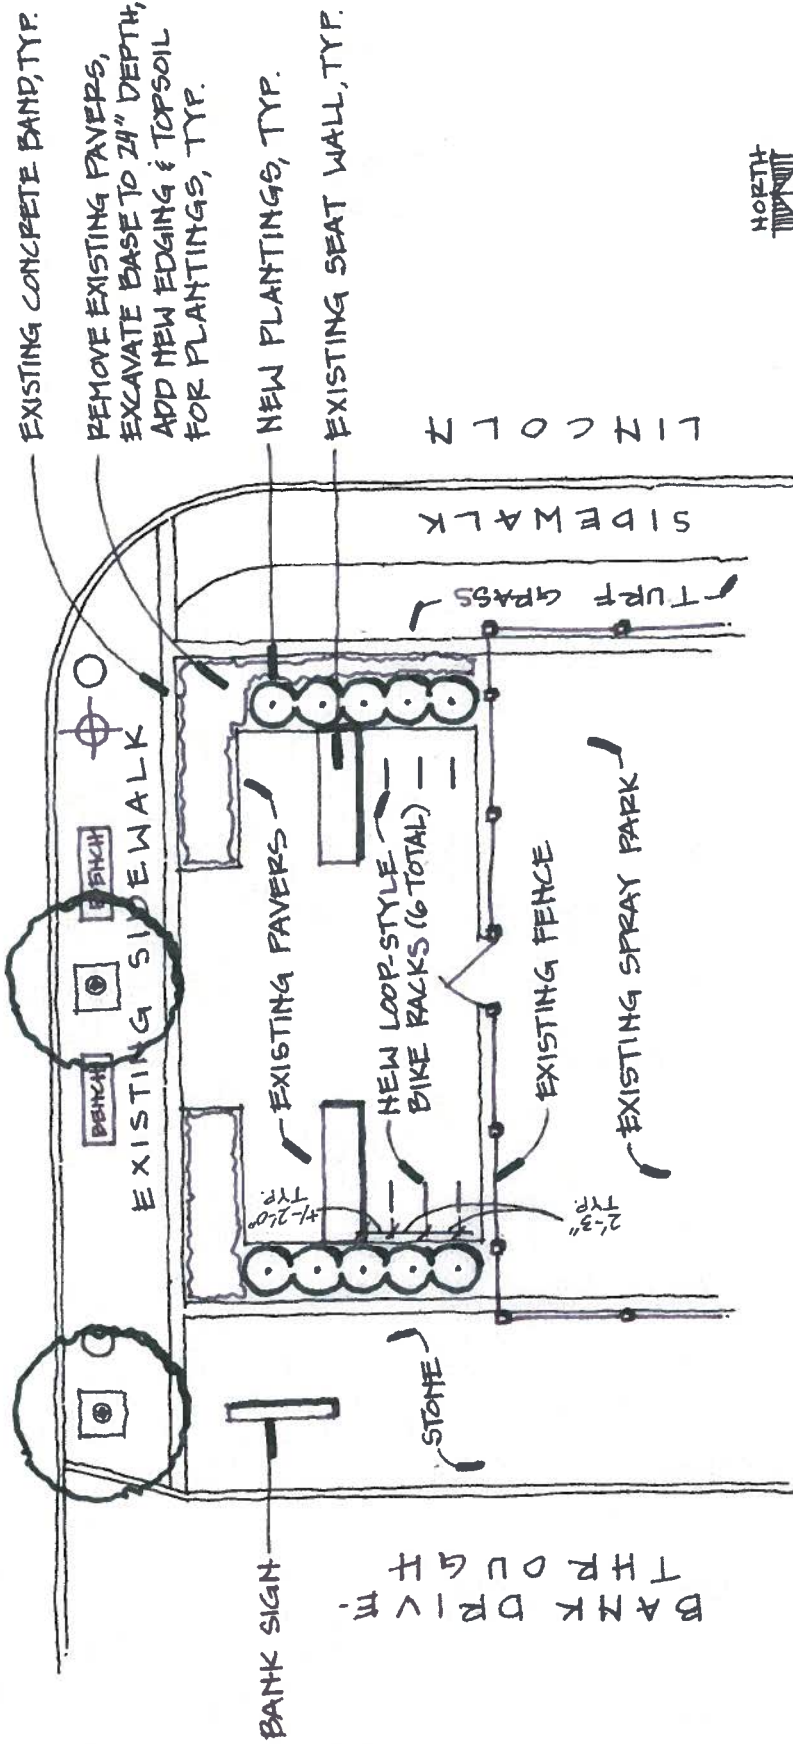 EXISTING CONCRETE BAND, TYP.
REMOVE EXISTING PAVERS,
EXCAVATE BASE TO 24" DEPTH,
ADD NEW EDGING & TOPSOIL
FOR PLANTINGS, TYP.
NEW PLANTINGS, TYP.
EXISTING SEAT WALL, TYP.
NORTH
LINCOLN
SIDEWALK
TURF GRASS
BENCH
BENCH
EXISTING SIDEWALK
EXISTING PAVERS
NEW LOOP-STYLE
BIKE RACKS (6 TOTAL)
+/-2'-0"
TYP.
2'-3"
TYP.
EXISTING FENCE
EXISTING SPRAY PARK
STONE
BANK SIGN
BANK DRIVE-
THROUGH